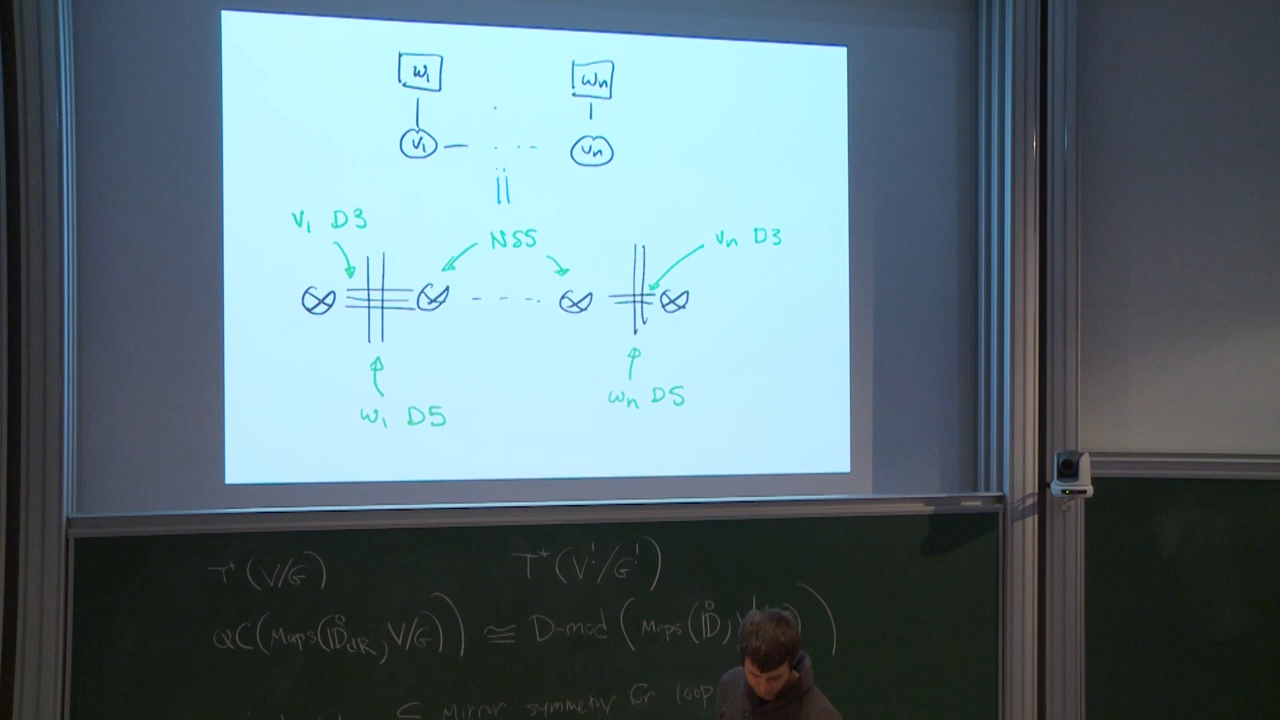 w₁ wₙ
v₁ — · ··· vₙ
||
v₁ D3 NS5 vₙ D3
- - - -
w₁ D5 wₙ D5
T*(V/G) T*(V!/G!)
QC(Maps(D̊dR, V/G)) ≅ D-mod(Maps(D̊,
⊆ Mirror symmetry for loop